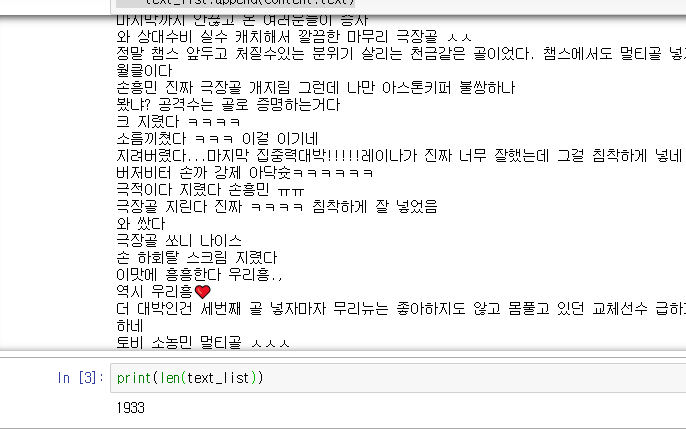 text_list.append(content.text)
마지막까지 안끊고 본 여러분들이 승자
와 상대수비 실수 캐치해서 깔끔한 마무리 극장골 ㅅㅅ
정말 챔스 앞두고 처질수있는 분위기 살리는 천금같은 골이었다. 챔스에서도 멀티골 넣자
월클이다
손흥민 진짜 극장골 개지림 그런데 나만 아스톤키퍼 불쌍하냐
봤냐? 공격수는 골로 증명하는거다
크 지렸다 ㅋㅋㅋㅋ
소름끼쳤다 ㅋㅋㅋ 이걸 이기네
지려버렸다...마지막 집중력대박!!!!!레이나가 진짜 너무 잘했는데 그걸 침착하게 넣네
버저비터 손까 강제 아닥슛ㅋㅋㅋㅋㅋㅋ
극적이다 지렸다 손흥민 ㅠㅠ
극장골 지린다 진짜 ㅋㅋㅋㅋ 침착하게 잘 넣었음
와 쌌다
극장골 쏘니 나이스
손 하회탈 스크림 지렸다
이맛에 흥흥한다 우리흥.,
역시 우리흥❤
더 대박인건 세번째 골 넣자마자 무리뉴는 좋아하지도 않고 몸풀고 있던 교체선수 급하
하네
토비 소농민 멀티골 ㅅㅅㅅ
In [3]: print(len(text_list))
1933